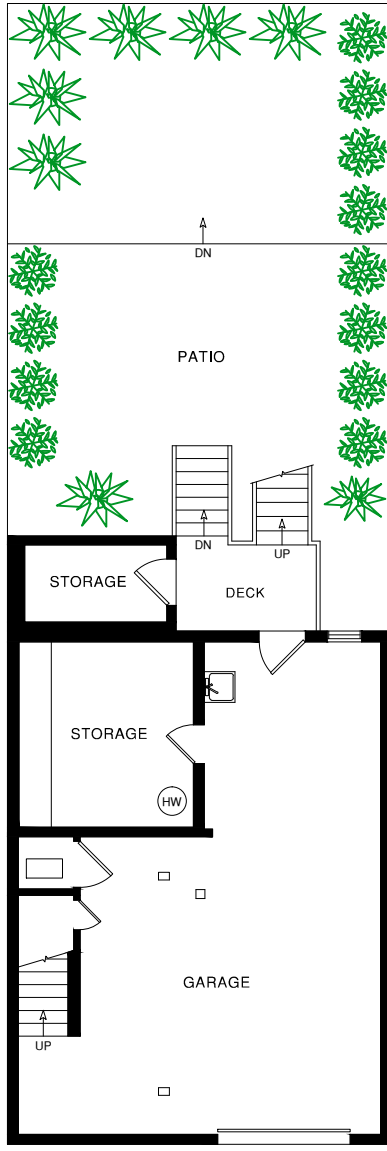 DN
PATIO
DN
UP
STORAGE
DECK
STORAGE
HW
GARAGE
UP